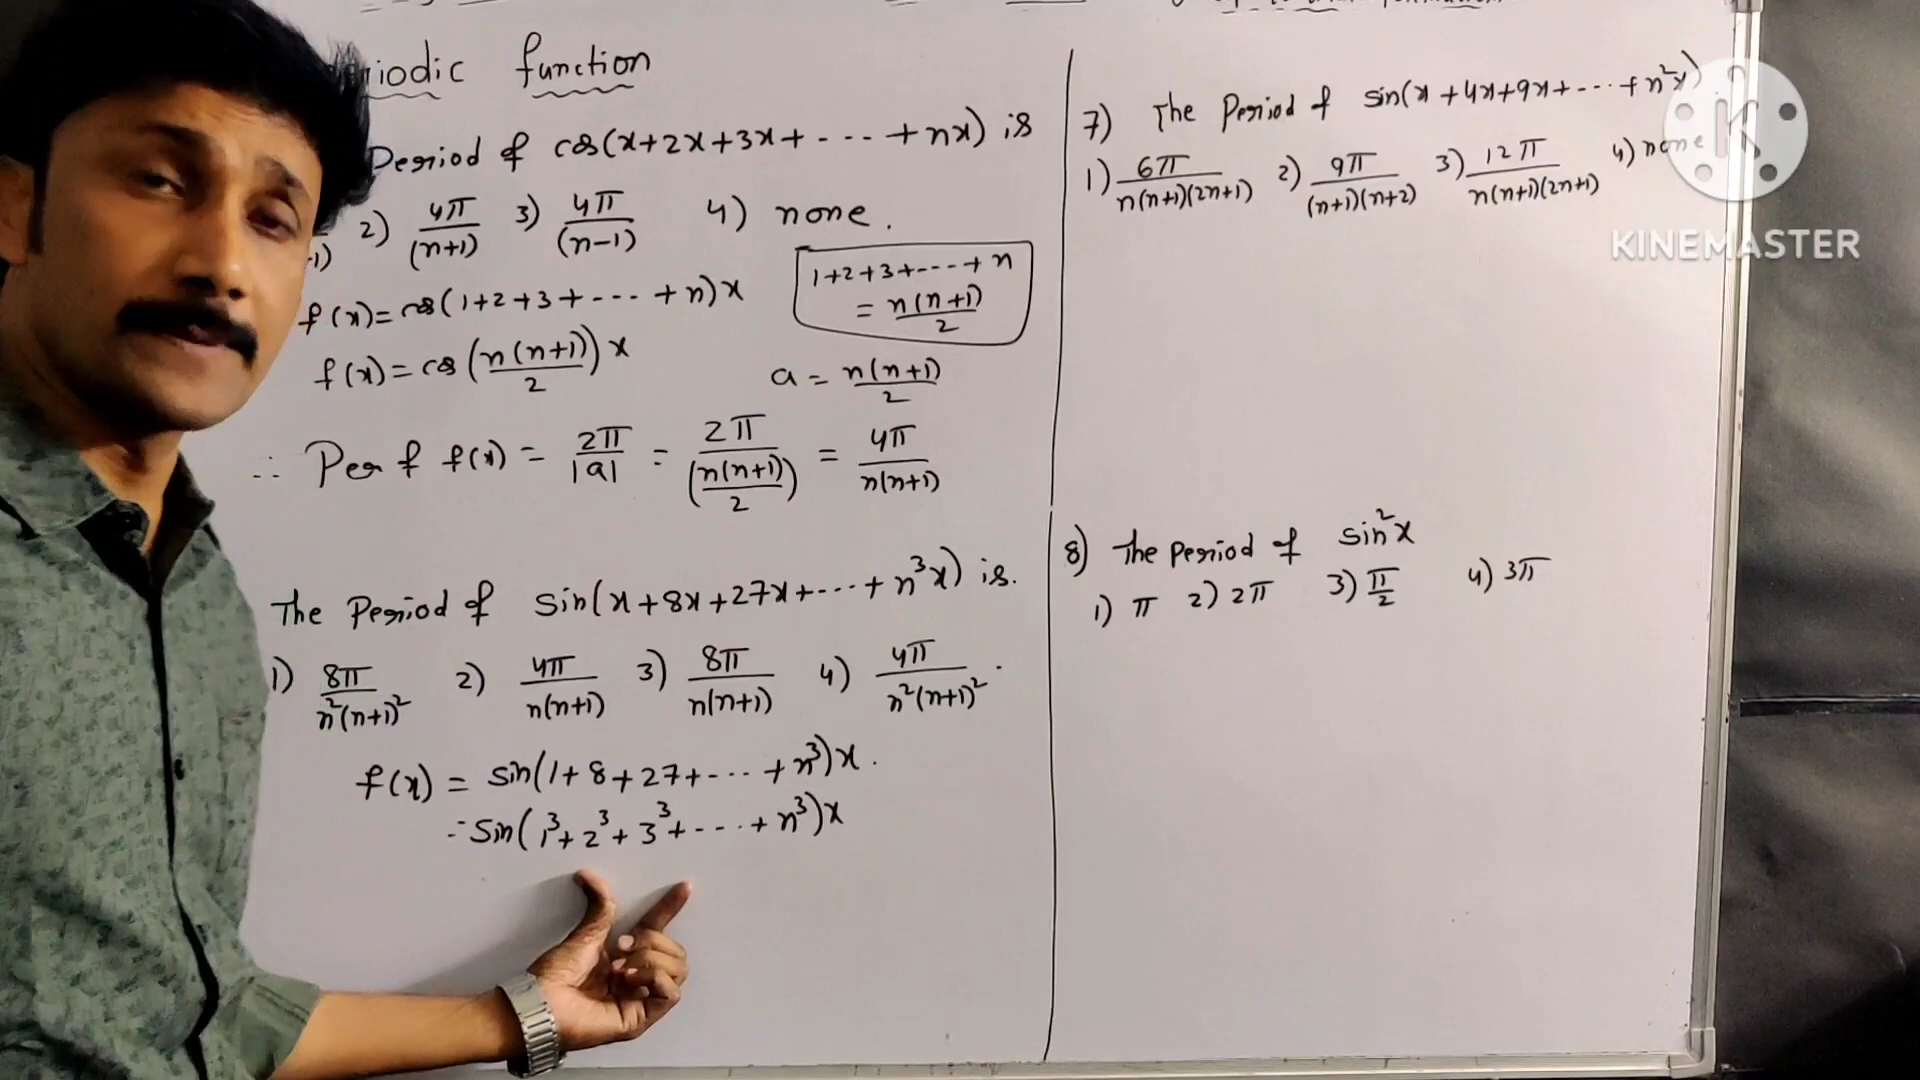 riodic function
Period of cos(x+2x+3x+---+nx) is
2) 4π/(n+1) 3) 4π/(n-1) 4) none.
f(x)=cos(1+2+3+---+n)x
1+2+3+----+n
= n(n+1)/2
f(x)=cos(n(n+1)/2)x
a = n(n+1)/2
∴ Per of f(x) = 2π/|a| = 2π/(n(n+1)/2) = 4π/n(n+1)
The Period of sin(x+8x+27x+---+n³x) is.
1) 8π/n²(n+1)² 2) 4π/n(n+1) 3) 8π/n(n+1) 4) 4π/n²(n+1)².
f(x) = sin(1+8+27+---+n³)x.
= sin(1³+2³+3³+----+n³)x
7) The Period of sin(x+4x+9x+---+n²x)
1) 6π/n(n+1)(2n+1) 2) 9π/(n+1)(n+2) 3) 12π/n(n+1)(2n+1) 4) none
KINEMASTER
8) The period of sin²x
1) π 2) 2π 3) π/2 4) 3π